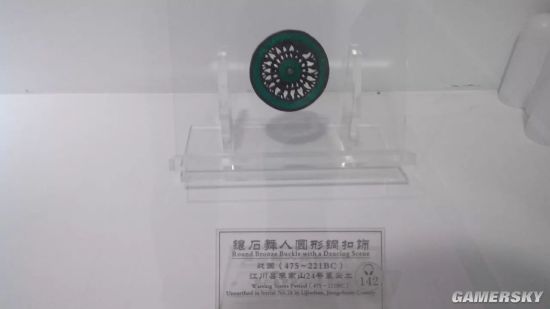 鑲石舞人圓形銅扣飾
Round Bronze Buckle with a Dancing Scene
戰國（475～221BC）
江川縣李家山24号墓出土
Warring States Period (475～221BC)
Unearthed in Burial No.24 in Lijiashan, Jiangchuan County
142
GAMERSKY